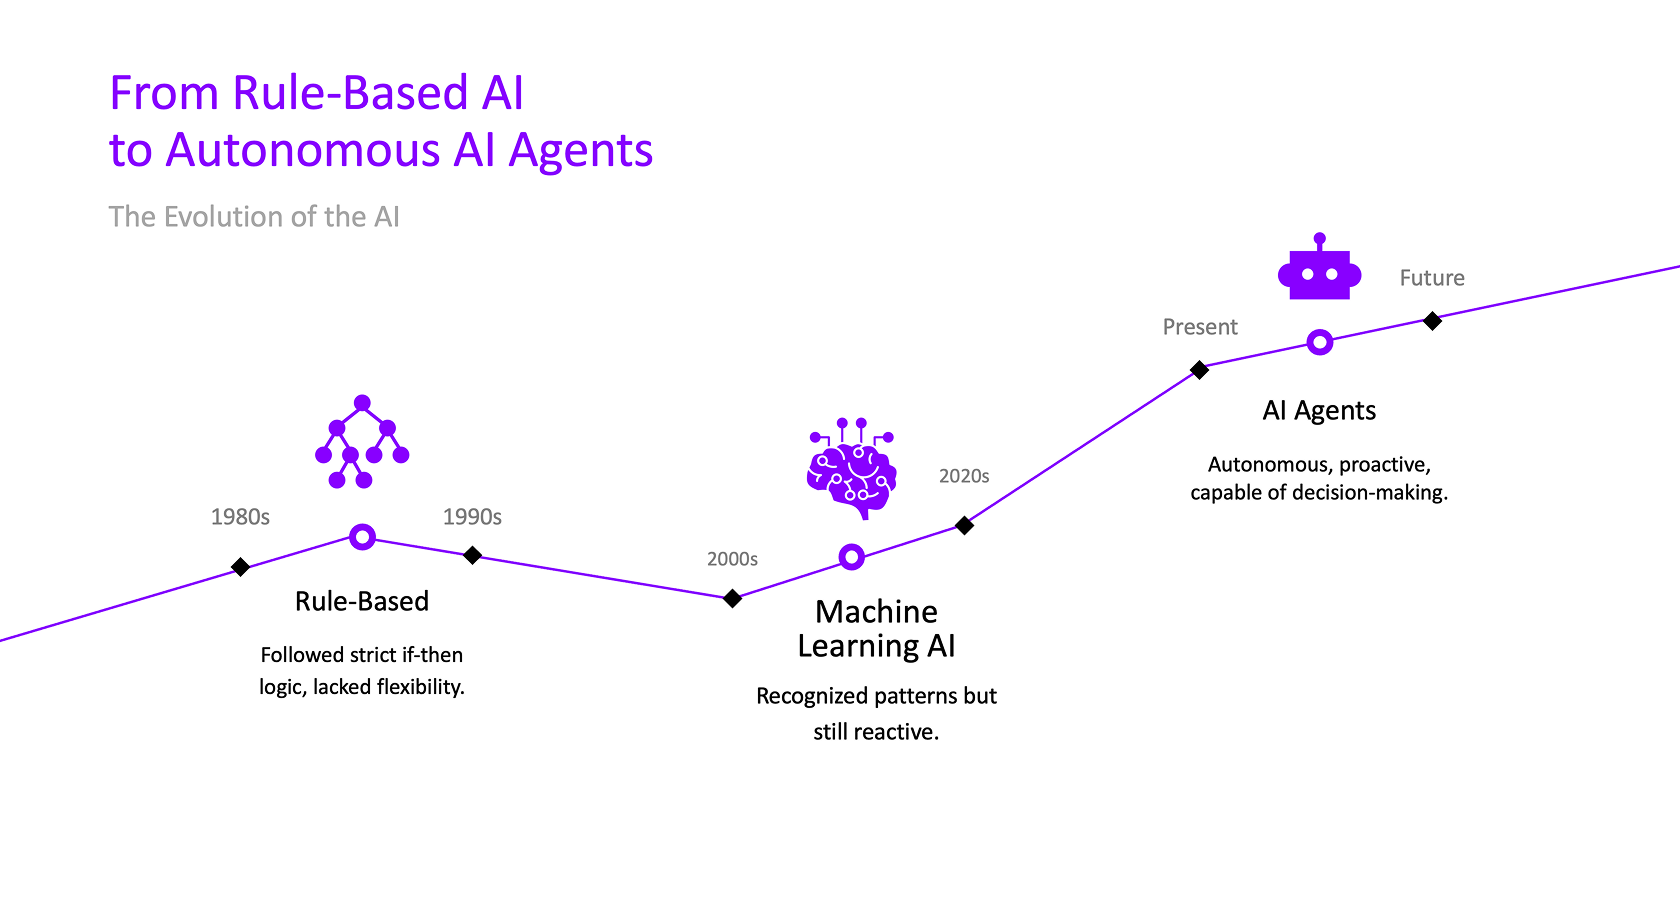 From Rule-Based AI
to Autonomous AI Agents
The Evolution of the AI
1980s
1990s
Rule-Based
Followed strict if-then
logic, lacked flexibility.
2000s
2020s
Machine
Learning AI
Recognized patterns but
still reactive.
Present
Future
AI Agents
Autonomous, proactive,
capable of decision-making.